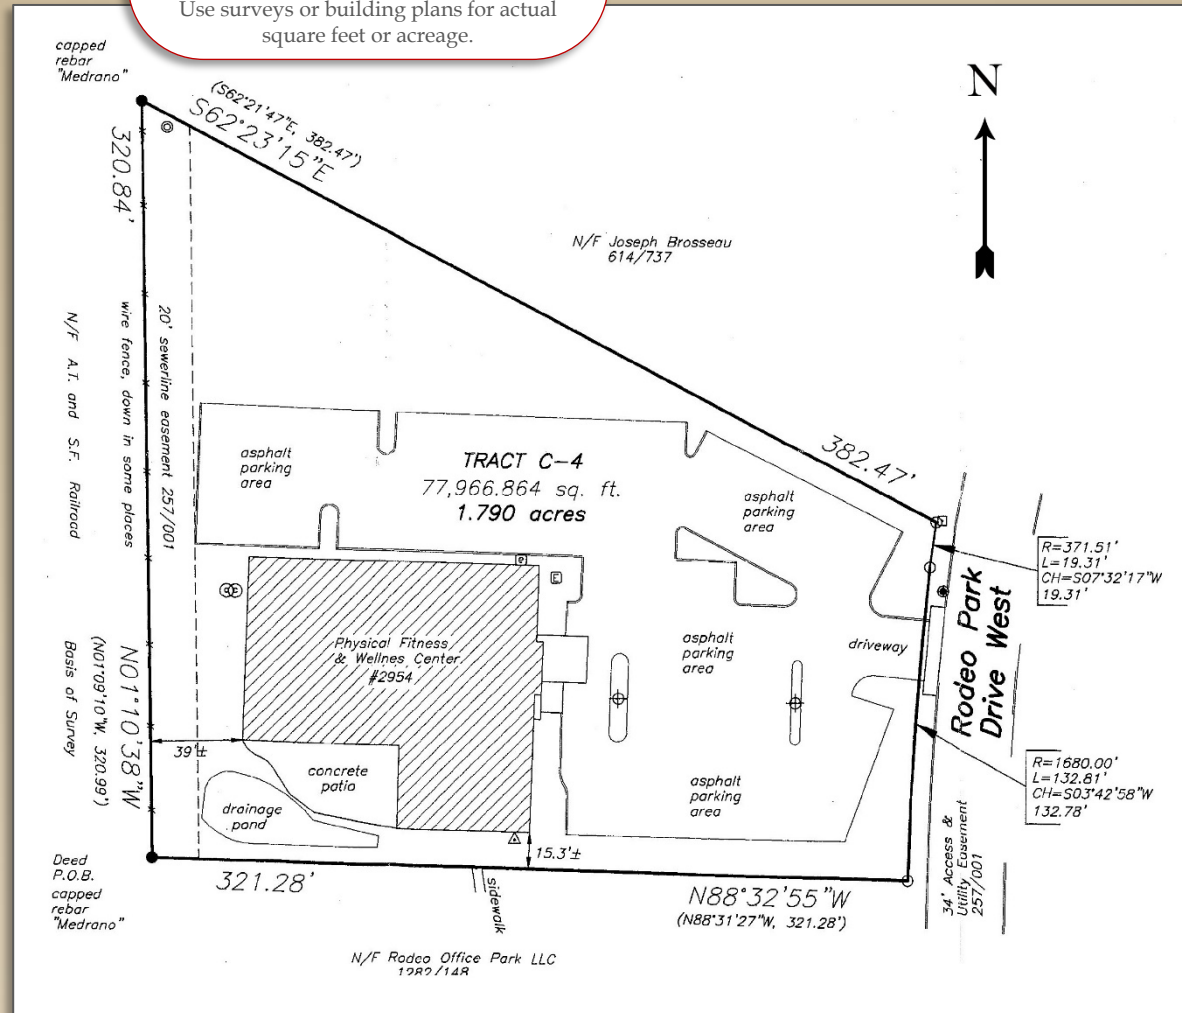 Use surveys or building plans for actual
square feet or acreage.
capped
rebar
"Medrano"
(S62°21'47"E, 382.47')
S62°23'15"E
320.84'
N
N/F Joseph Brosseau
614/737
20' sewerline easement 257/001
wire fence, down in some places
N/F A.T. and S.F. Railroad
382.47'
asphalt
parking
area
TRACT C-4
77,966.864 sq. ft.
1.790 acres
asphalt
parking
area
R=371.51'
L=19.31'
CH=S07°32'17"W
19.31'
E
Physical Fitness
& Wellnes Center
#2954
asphalt
parking
area
driveway
Rodeo Park
Drive West
N01°10'38"W
(N01°09'10"W, 320.99')
Basis of Survey
39'±
concrete
patio
drainage
pond
asphalt
parking
area
R=1680.00'
L=132.81'
CH=S03°42'58"W
132.78'
15.3'±
34' Access &
Utility Easement
257/001
Deed
P.O.B.
capped
rebar
"Medrano"
321.28'
sidewalk
N88°32'55"W
(N88°31'27"W, 321.28')
N/F Rodeo Office Park LLC
1282/148